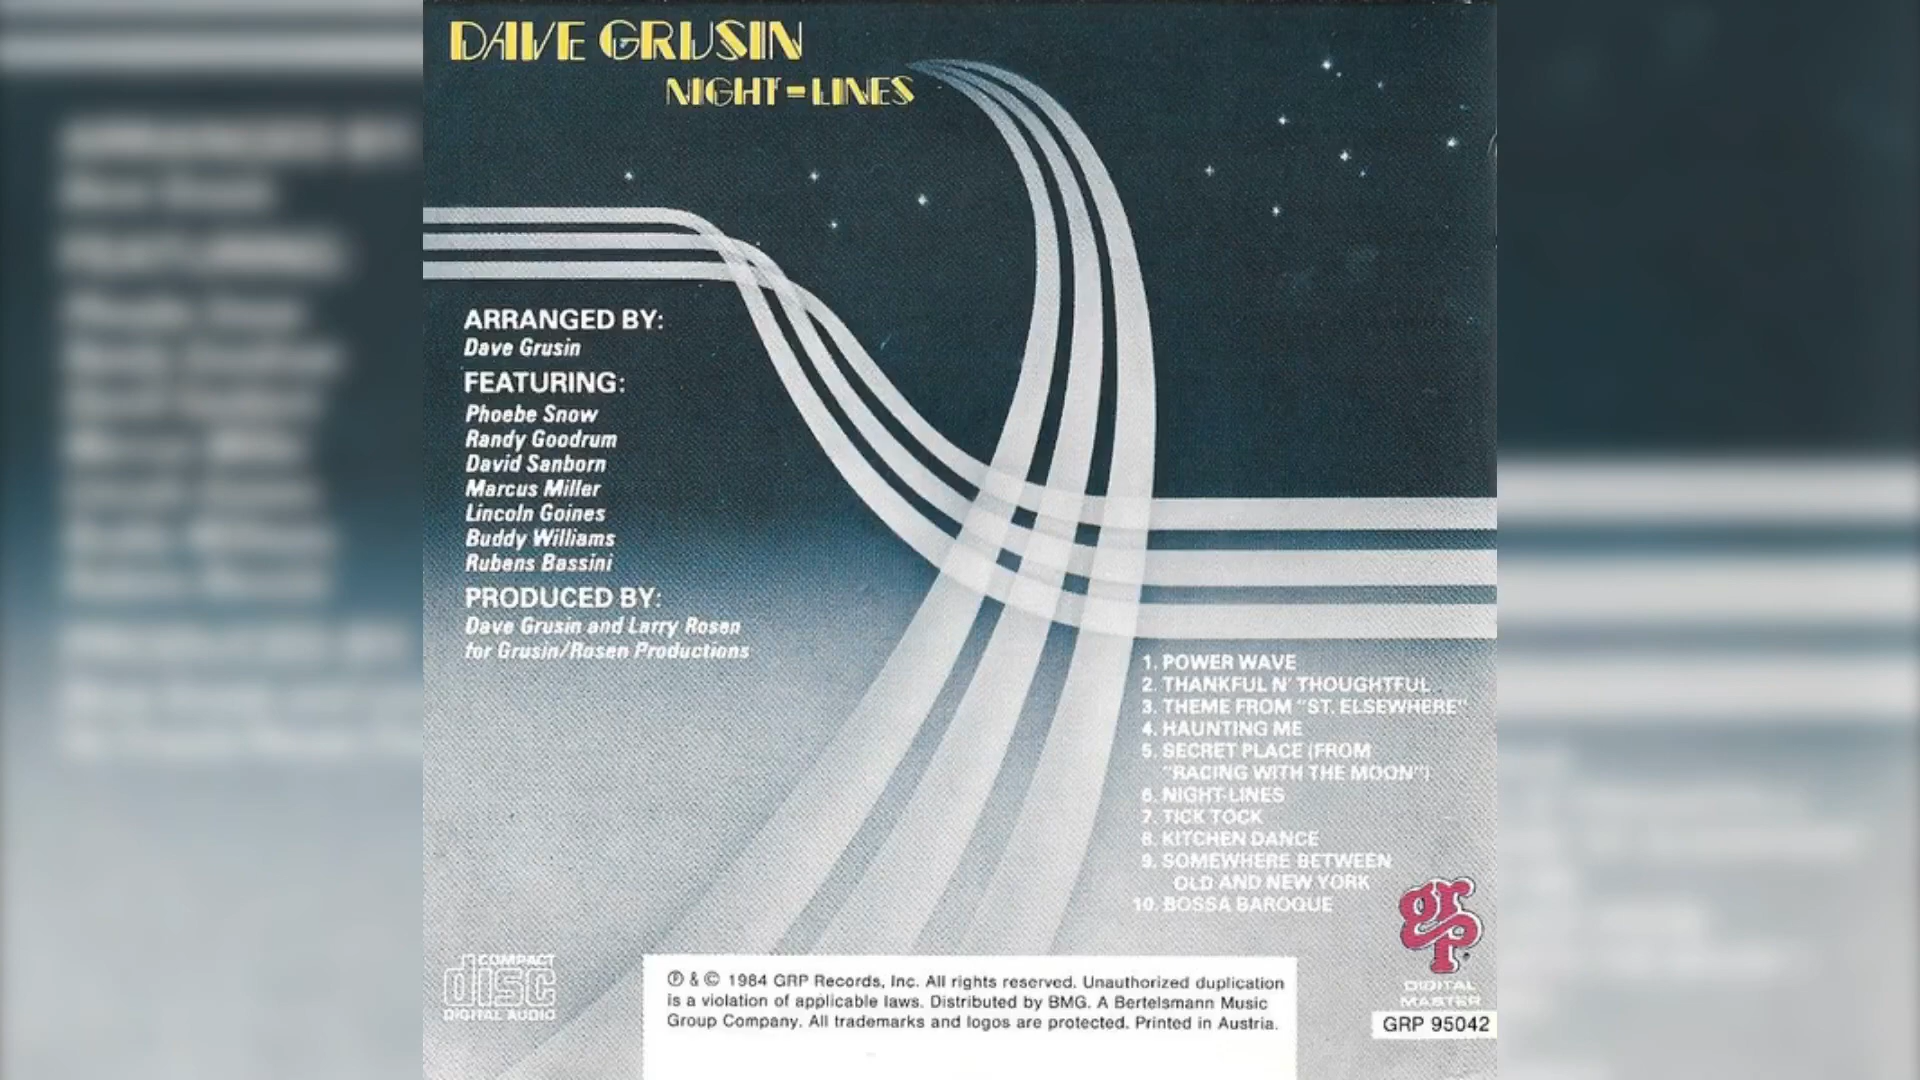 DAVE GRUSIN
NIGHT-LINES
ARRANGED BY:
Dave Grusin
FEATURING:
Phoebe Snow
Randy Goodrum
David Sanborn
Marcus Miller
Lincoln Goines
Buddy Williams
Rubens Bassini
PRODUCED BY:
Dave Grusin and Larry Rosen
for Grusin/Rosen Productions
1. POWER WAVE
2. THANKFUL N' THOUGHTFUL
3. THEME FROM "ST. ELSEWHERE"
4. HAUNTING ME
5. SECRET PLACE (FROM
"RACING WITH THE MOON")
6. NIGHT-LINES
7. TICK TOCK
8. KITCHEN DANCE
9. SOMEWHERE BETWEEN
OLD AND NEW YORK
10. BOSSA BAROQUE
grp
DIGITAL
MASTER
GRP 95042
COMPACT
disc
DIGITAL AUDIO
℗ & © 1984 GRP Records, Inc. All rights reserved. Unauthorized duplication
is a violation of applicable laws. Distributed by BMG. A Bertelsmann Music
Group Company. All trademarks and logos are protected. Printed in Austria.